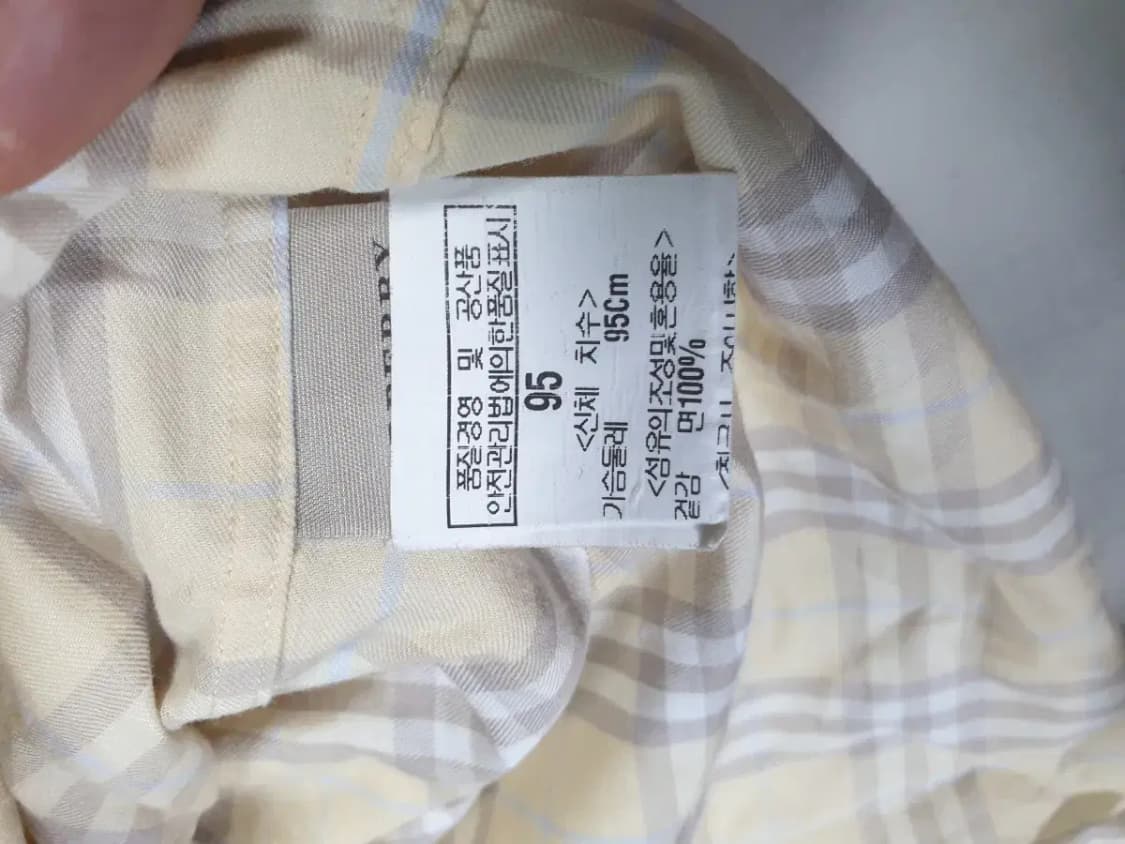 품질경영 및 공산품
안전관리법에의한품질표시
95
<신체 치수>
가슴둘레 95Cm
<섬유의조성및혼용율>
겉감 면100%